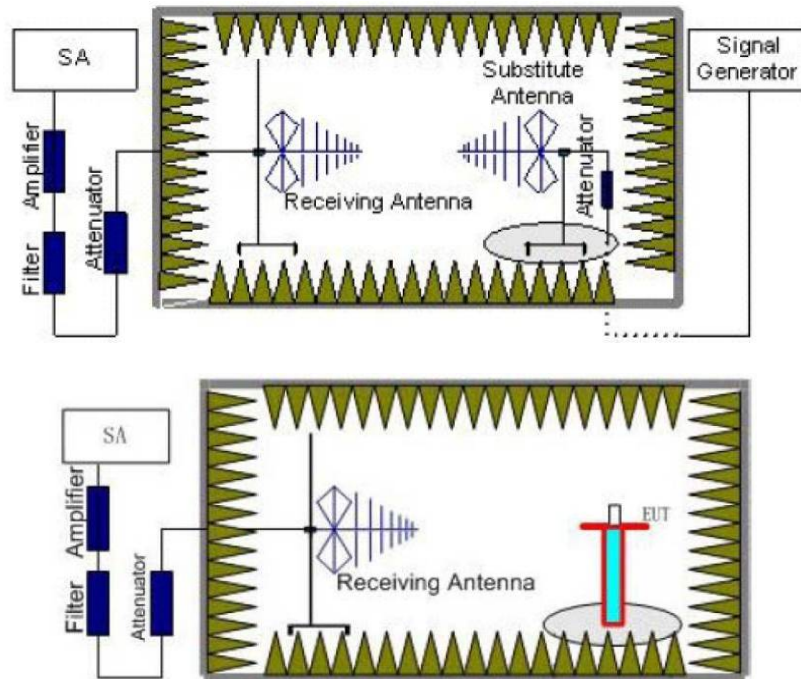 SA
Signal
Generator
Substitute
Antenna
Amplifier
Attenuator
Attenuator
Receiving Antenna
Filter
SA
Amplifier
EUT
Receiving Antenna
Filter
Attenuator